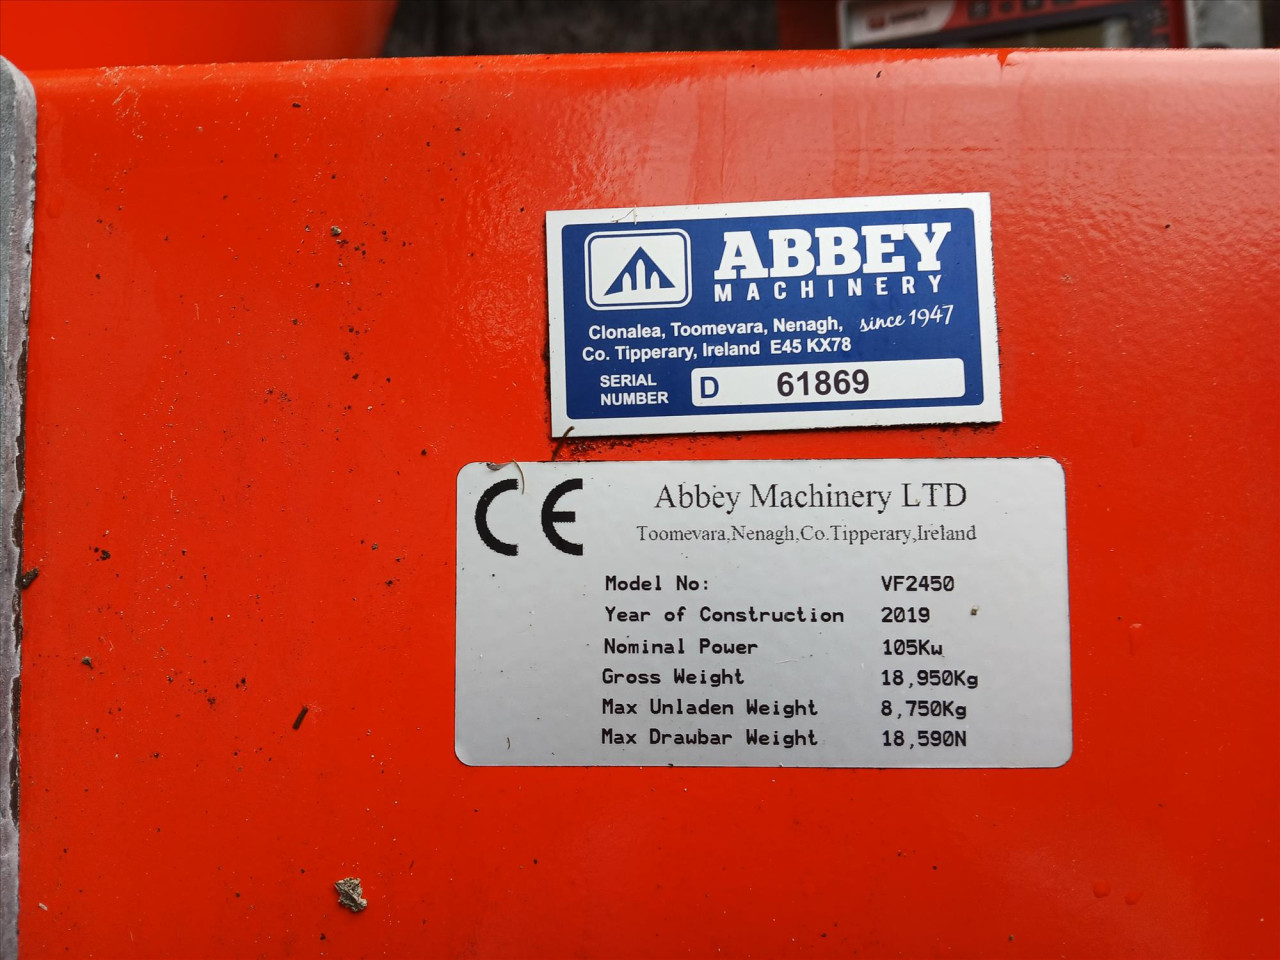 ABBEY
MACHINERY
since 1947
Clonalea, Toomevara, Nenagh,
Co. Tipperary, Ireland E45 KX78
SERIAL
NUMBER
D 61869
CE Abbey Machinery LTD
Toomevara,Nenagh,Co.Tipperary,Ireland
Model No: VF2450
Year of Construction 2019
Nominal Power 105Kw
Gross Weight 18,950Kg
Max Unladen Weight 8,750Kg
Max Drawbar Weight 18,590N